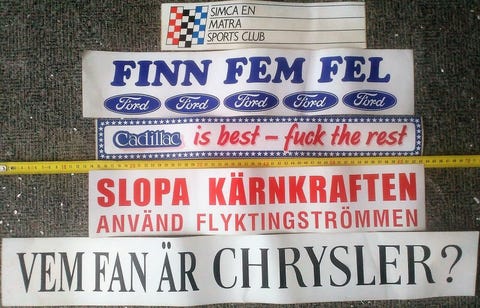 SIMCA EN
MATRA
SPORTS CLUB
FINN FEM FEL
Ford Ford Ford Ford Ford
Cadillac is best – fuck the rest
SLOPA KÄRNKRAFTEN
ANVÄND FLYKTINGSTRÖMMEN
VEM FAN ÄR CHRYSLER?